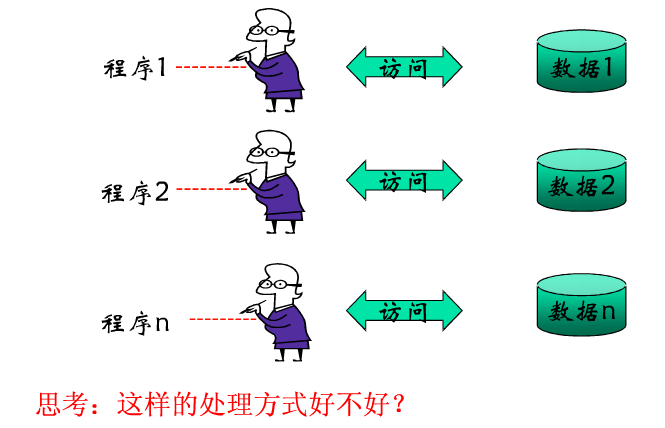 程序1 访问 数据1
程序2 访问 数据2
程序n 访问 数据n
思考：这样的处理方式好不好？